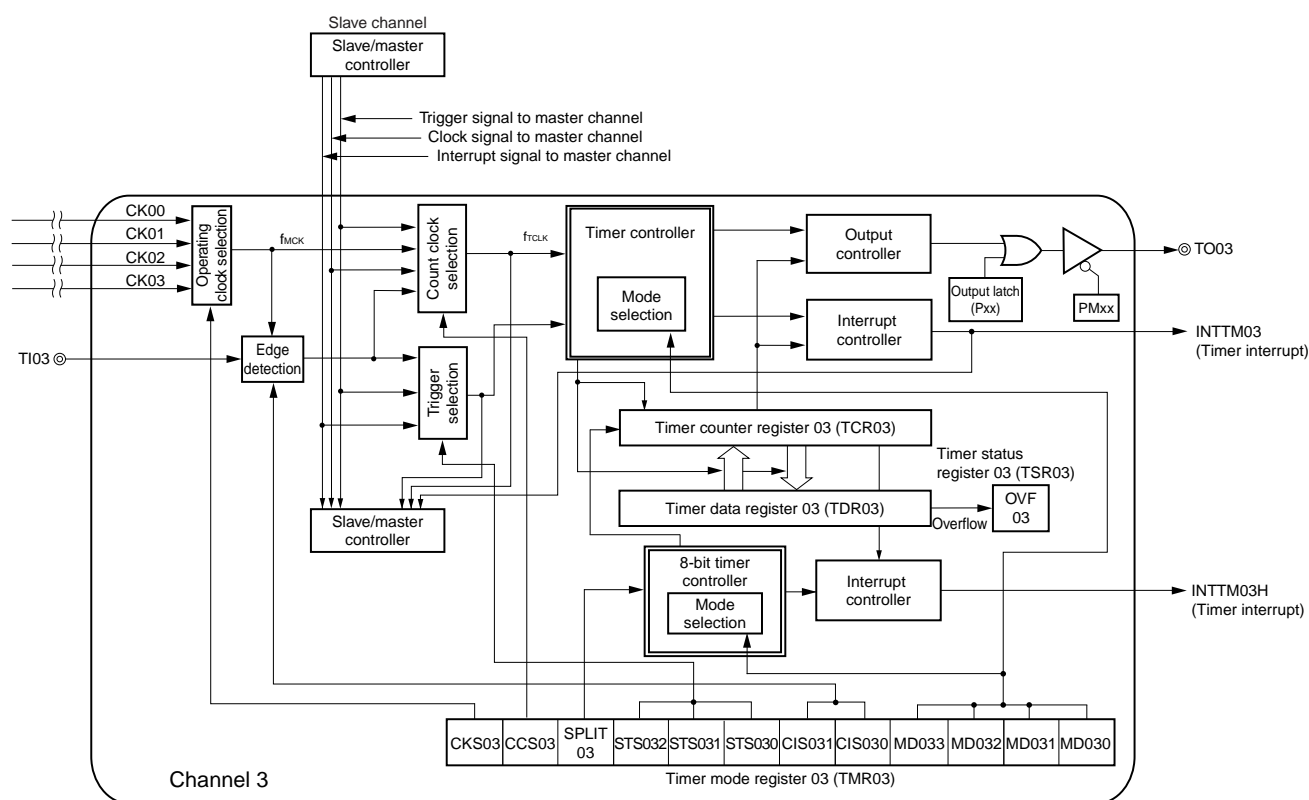 Slave channel
Slave/master
controller
Trigger signal to master channel
Clock signal to master channel
Interrupt signal to master channel
CK00
CK01
CK02
CK03
Operating
clock selection
fMCK
Count clock
selection
fTCLK
Timer controller
Mode
selection
Output
controller
Output latch
(Pxx)
PMxx
TO03
Interrupt
controller
INTTM03
(Timer interrupt)
TI03
Edge
detection
Trigger
selection
Timer counter register 03 (TCR03)
Timer status
register 03 (TSR03)
Timer data register 03 (TDR03)
Overflow
OVF
03
Slave/master
controller
8-bit timer
controller
Mode
selection
Interrupt
controller
INTTM03H
(Timer interrupt)
CKS03
CCS03
SPLIT
03
STS032
STS031
STS030
CIS031
CIS030
MD033
MD032
MD031
MD030
Channel 3
Timer mode register 03 (TMR03)